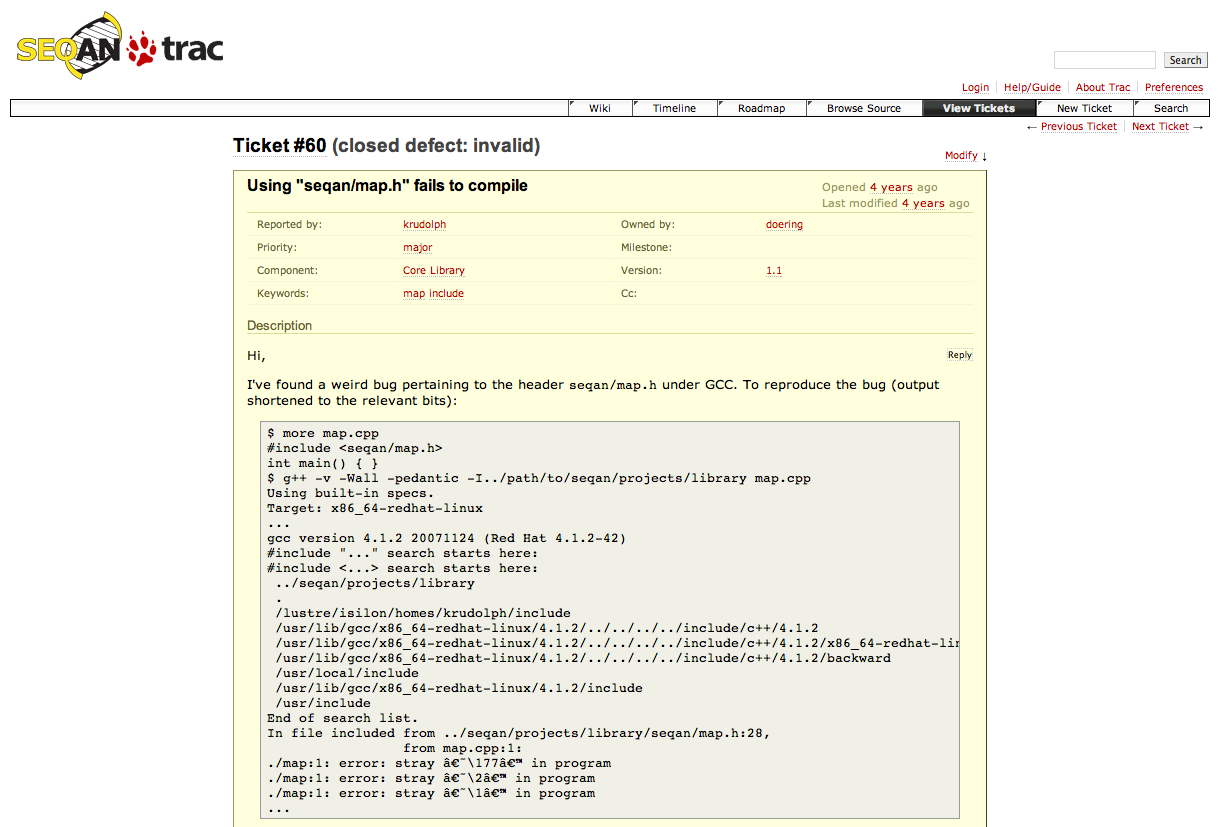 SEQAN trac
Search
Login Help/Guide About Trac Preferences
Wiki Timeline Roadmap Browse Source View Tickets New Ticket Search
← Previous Ticket Next Ticket →
Ticket #60 (closed defect: invalid)
Modify ↓
Using "seqan/map.h" fails to compile
Opened 4 years ago
Last modified 4 years ago
Reported by: krudolph Owned by: doering
Priority: major Milestone:
Component: Core Library Version: 1.1
Keywords: map include Cc:
Description
Hi,
Reply
I've found a weird bug pertaining to the header seqan/map.h under GCC. To reproduce the bug (output
shortened to the relevant bits):
$ more map.cpp
#include <seqan/map.h>
int main() { }
$ g++ -v -Wall -pedantic -I../path/to/seqan/projects/library map.cpp
Using built-in specs.
Target: x86_64-redhat-linux
...
gcc version 4.1.2 20071124 (Red Hat 4.1.2-42)
#include "..." search starts here:
#include <...> search starts here:
 ../seqan/projects/library
 .
 /lustre/isilon/homes/krudolph/include
 /usr/lib/gcc/x86_64-redhat-linux/4.1.2/../../../../include/c++/4.1.2
 /usr/lib/gcc/x86_64-redhat-linux/4.1.2/../../../../include/c++/4.1.2/x86_64-redhat-lin
 /usr/lib/gcc/x86_64-redhat-linux/4.1.2/../../../../include/c++/4.1.2/backward
 /usr/local/include
 /usr/lib/gcc/x86_64-redhat-linux/4.1.2/include
 /usr/include
End of search list.
In file included from ../seqan/projects/library/seqan/map.h:28,
                 from map.cpp:1:
./map:1: error: stray â€˜\177â€™ in program
./map:1: error: stray â€˜\2â€™ in program
./map:1: error: stray â€˜\1â€™ in program
...